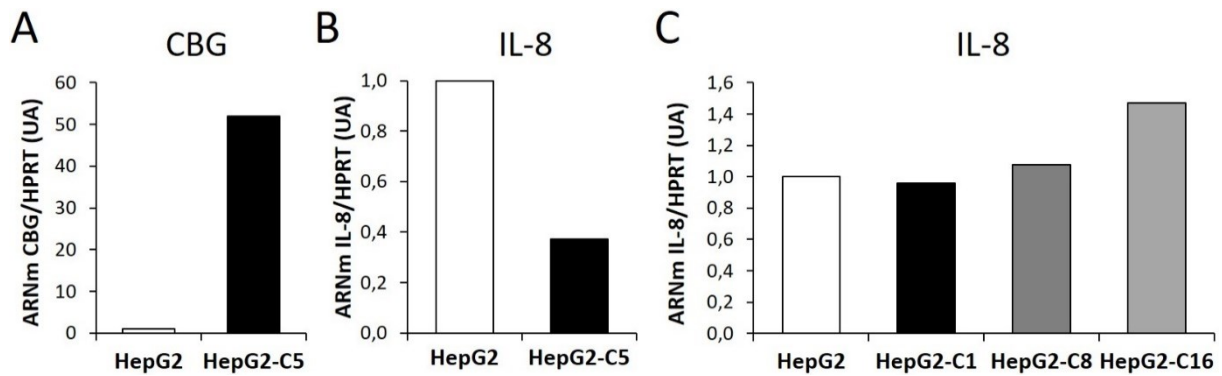 A
CBG
ARNm CBG/HPRT (UA)
60
50
40
30
20
10
0
HepG2
HepG2-C5
B
IL-8
ARNm IL-8/HPRT (UA)
1,0
0,8
0,6
0,4
0,2
0,0
HepG2
HepG2-C5
C
IL-8
ARNm IL-8/HPRT (UA)
1,6
1,4
1,2
1,0
0,8
0,6
0,4
0,2
0,0
HepG2
HepG2-C1
HepG2-C8
HepG2-C16